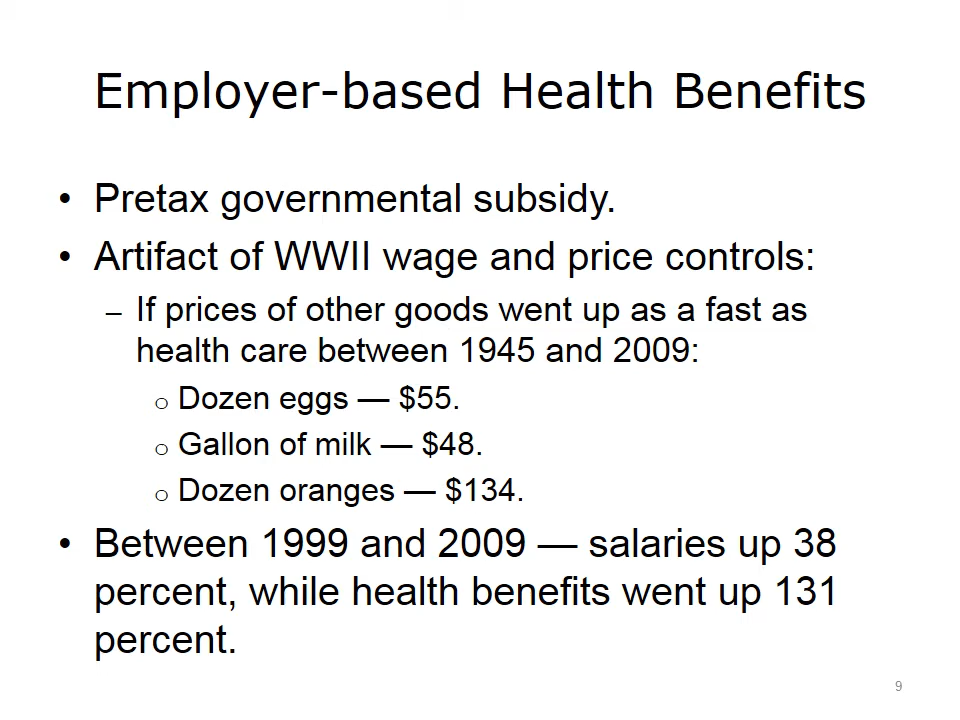 Employer-based Health Benefits
• Pretax governmental subsidy.
• Artifact of WWII wage and price controls:
– If prices of other goods went up as a fast as
health care between 1945 and 2009:
o Dozen eggs — $55.
o Gallon of milk — $48.
o Dozen oranges — $134.
• Between 1999 and 2009 — salaries up 38
percent, while health benefits went up 131
percent.
9